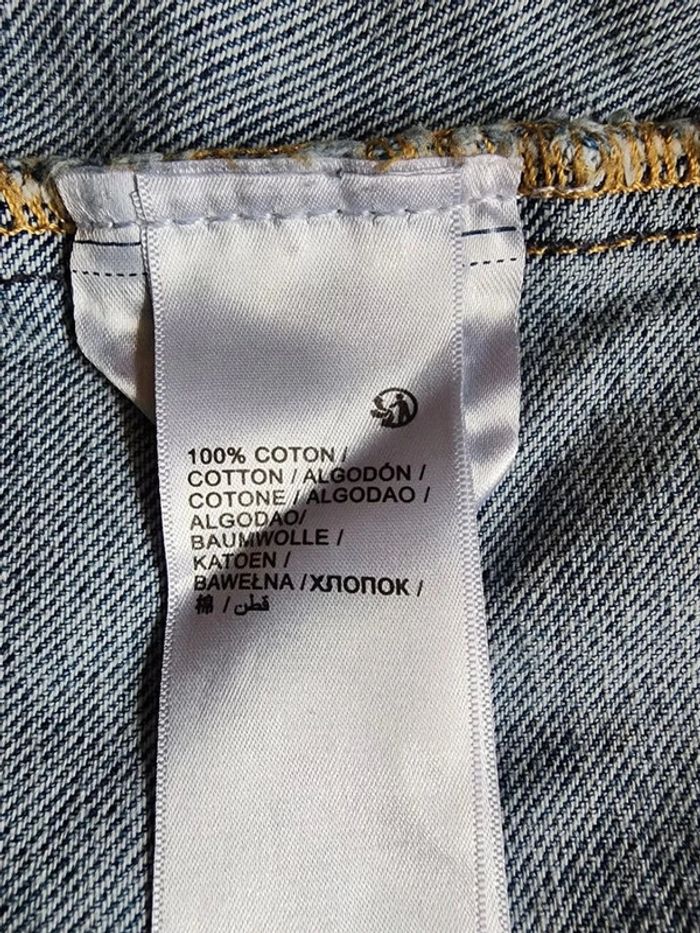 100% COTON /
COTTON / ALGODÓN /
COTONE / ALGODAO /
ALGODAO/
BAUMWOLLE /
KATOEN /
BAWEŁNA / ХЛОПОК /
棉 / قطن